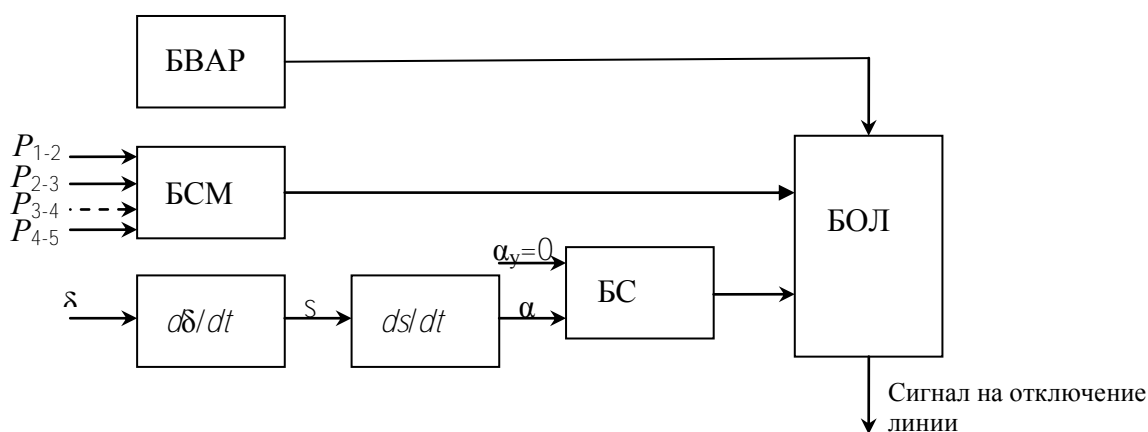 БВАР
P1-2
P2-3
P3-4
P4-5
БСМ
БОЛ
αy=0
БС
δ
dδ/dt
s
ds/dt
α
Сигнал на отключение
линии